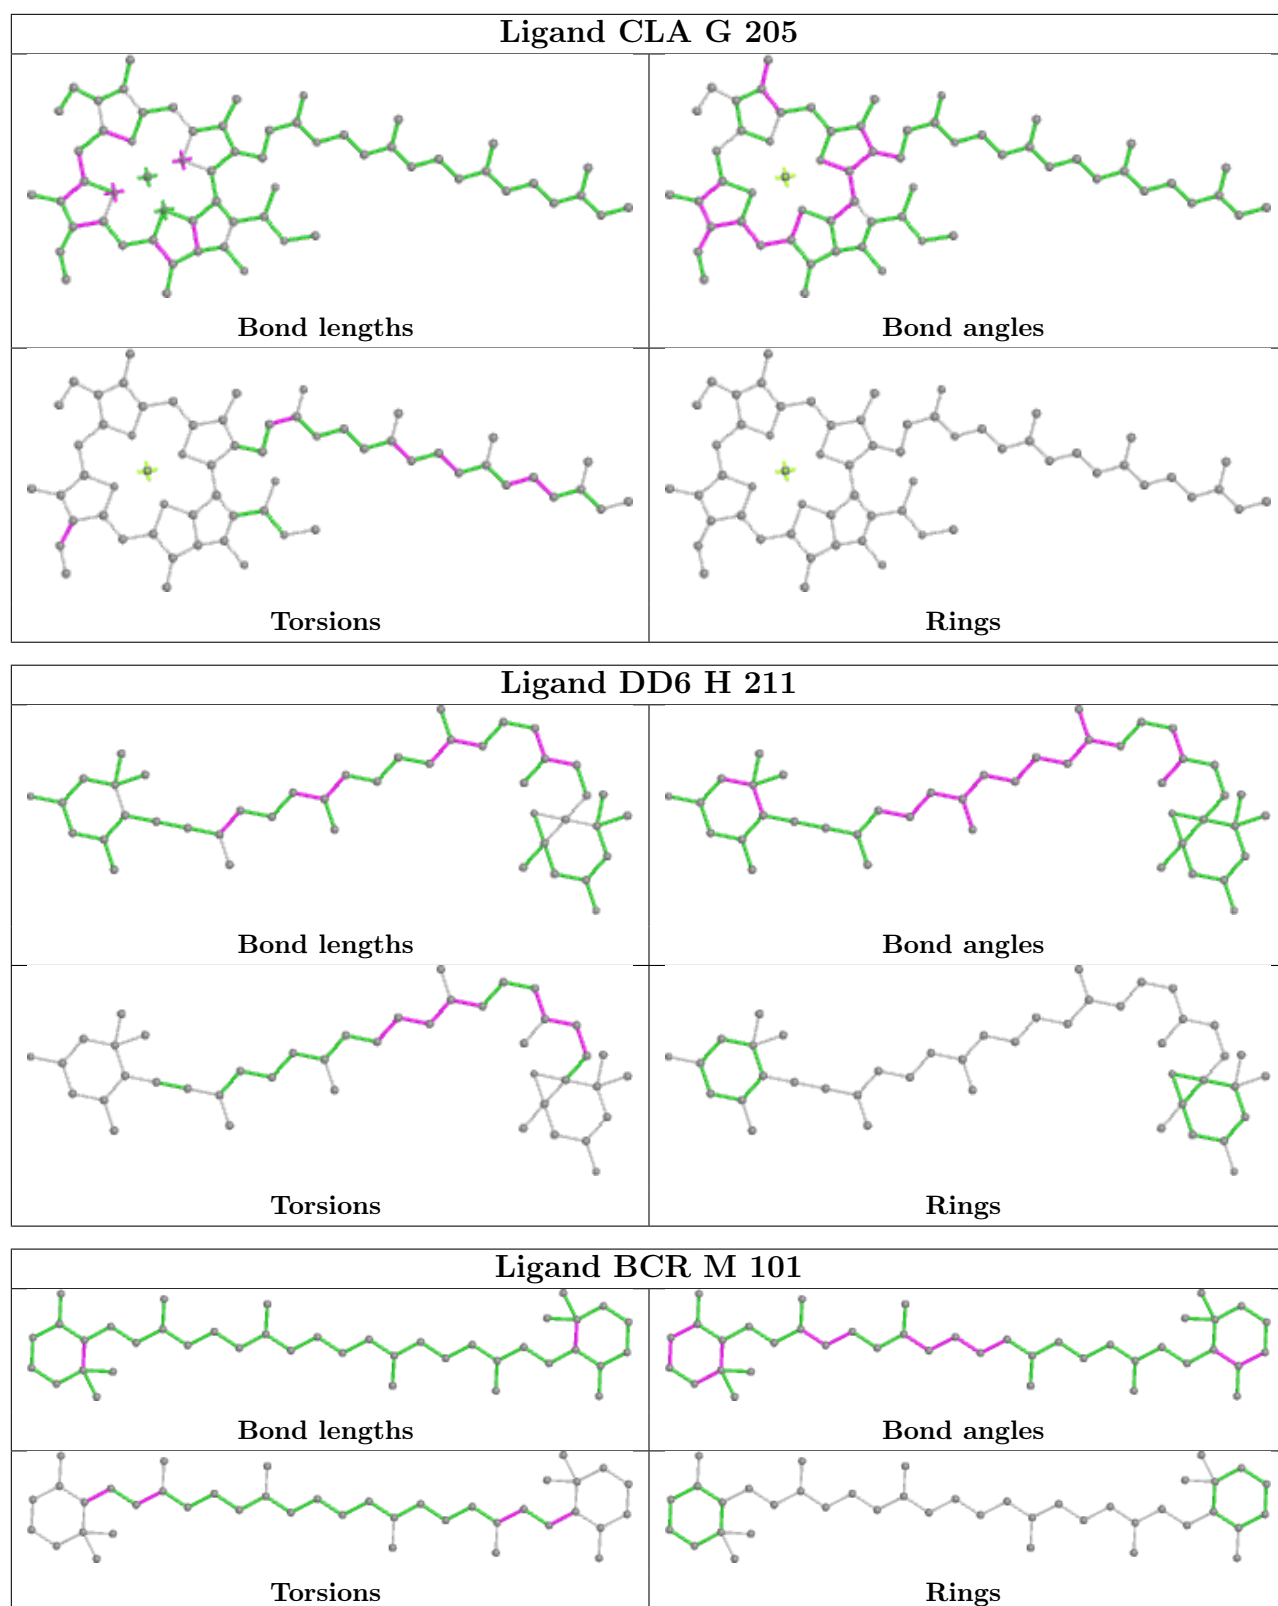 Ligand CLA G 205
Bond lengths
Bond angles
Torsions
Rings
Ligand DD6 H 211
Bond lengths
Bond angles
Torsions
Rings
Ligand BCR M 101
Bond lengths
Bond angles
Torsions
Rings